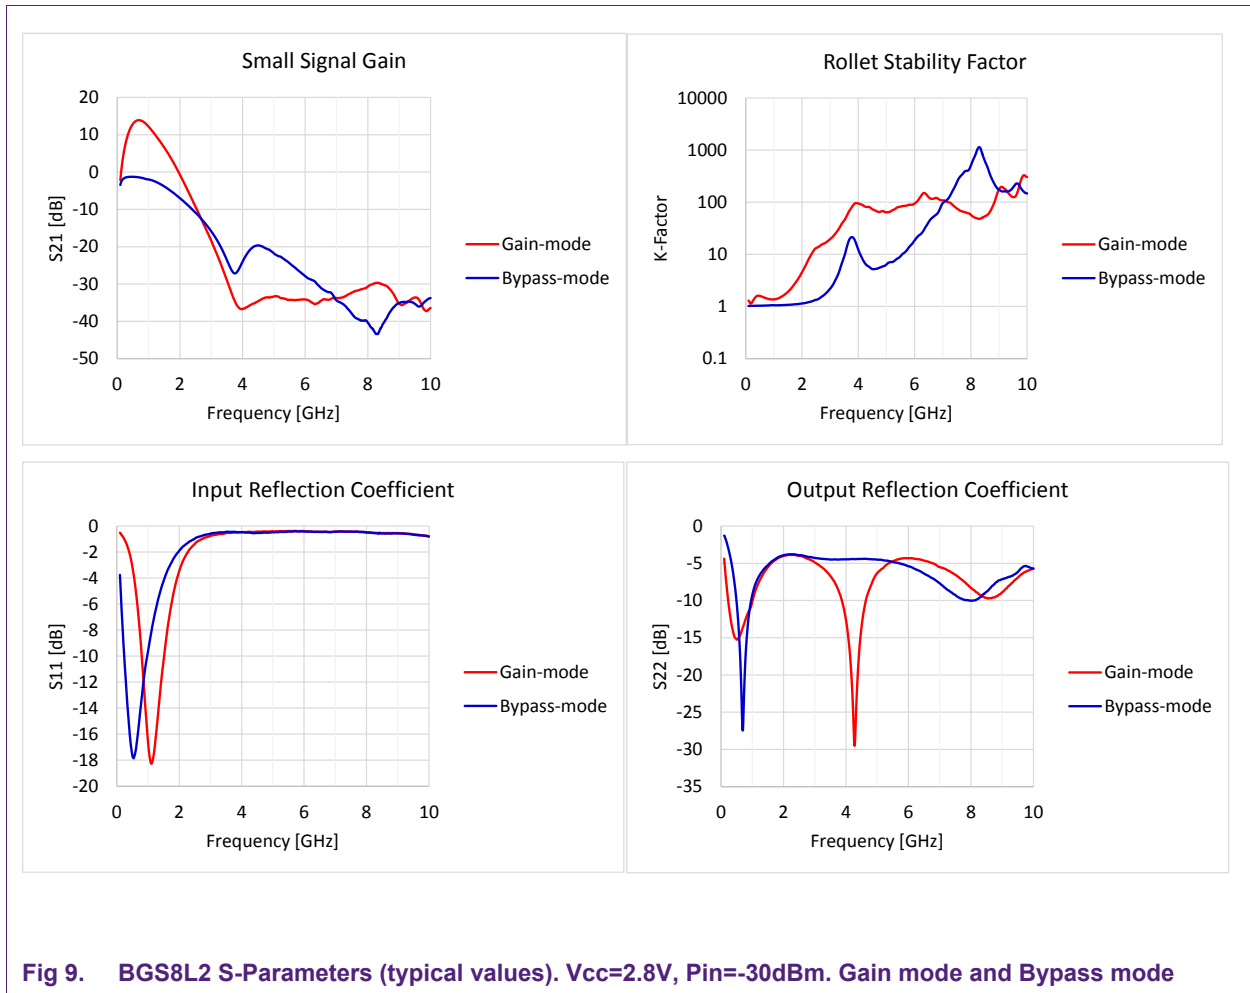 Small Signal Gain
20
10
0
-10
-20
-30
-40
-50
S21 [dB]
0 2 4 6 8 10
Frequency [GHz]
Gain-mode
Bypass-mode
Rollet Stability Factor
10000
1000
100
10
1
0.1
K-Factor
0 2 4 6 8 10
Frequency [GHz]
Gain-mode
Bypass-mode
Input Reflection Coefficient
0
-2
-4
-6
-8
-10
-12
-14
-16
-18
-20
S11 [dB]
0 2 4 6 8 10
Frequency [GHz]
Gain-mode
Bypass-mode
Output Reflection Coefficient
0
-5
-10
-15
-20
-25
-30
-35
S22 [dB]
0 2 4 6 8 10
Frequency [GHz]
Gain-mode
Bypass-mode
Fig 9. BGS8L2 S-Parameters (typical values). Vcc=2.8V, Pin=-30dBm. Gain mode and Bypass mode